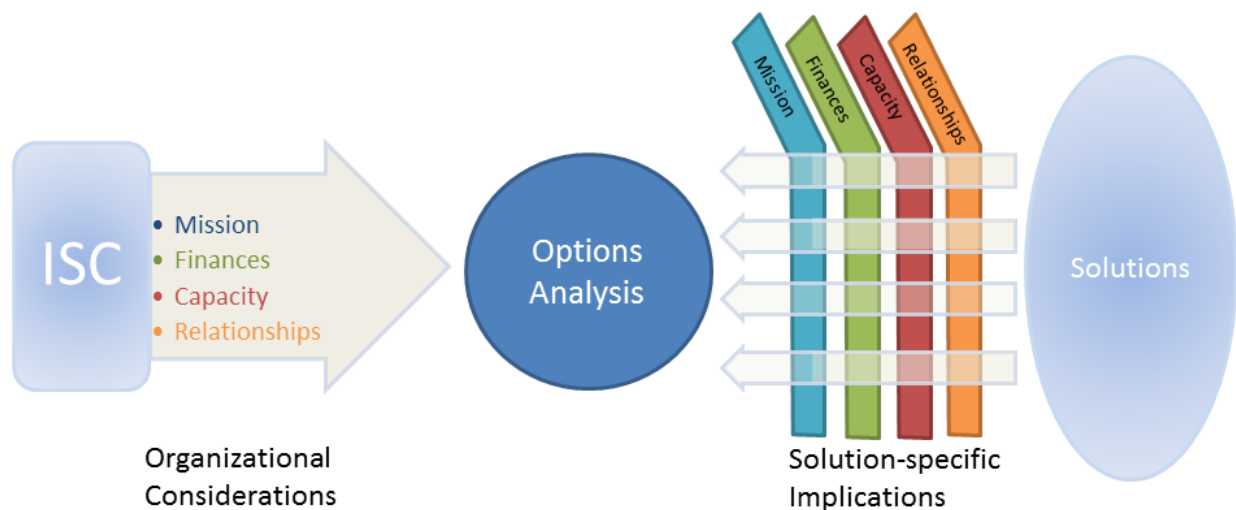 ISC
• Mission
• Finances
• Capacity
• Relationships
Organizational
Considerations
Options
Analysis
Mission
Finances
Capacity
Relationships
Solution-specific
Implications
Solutions